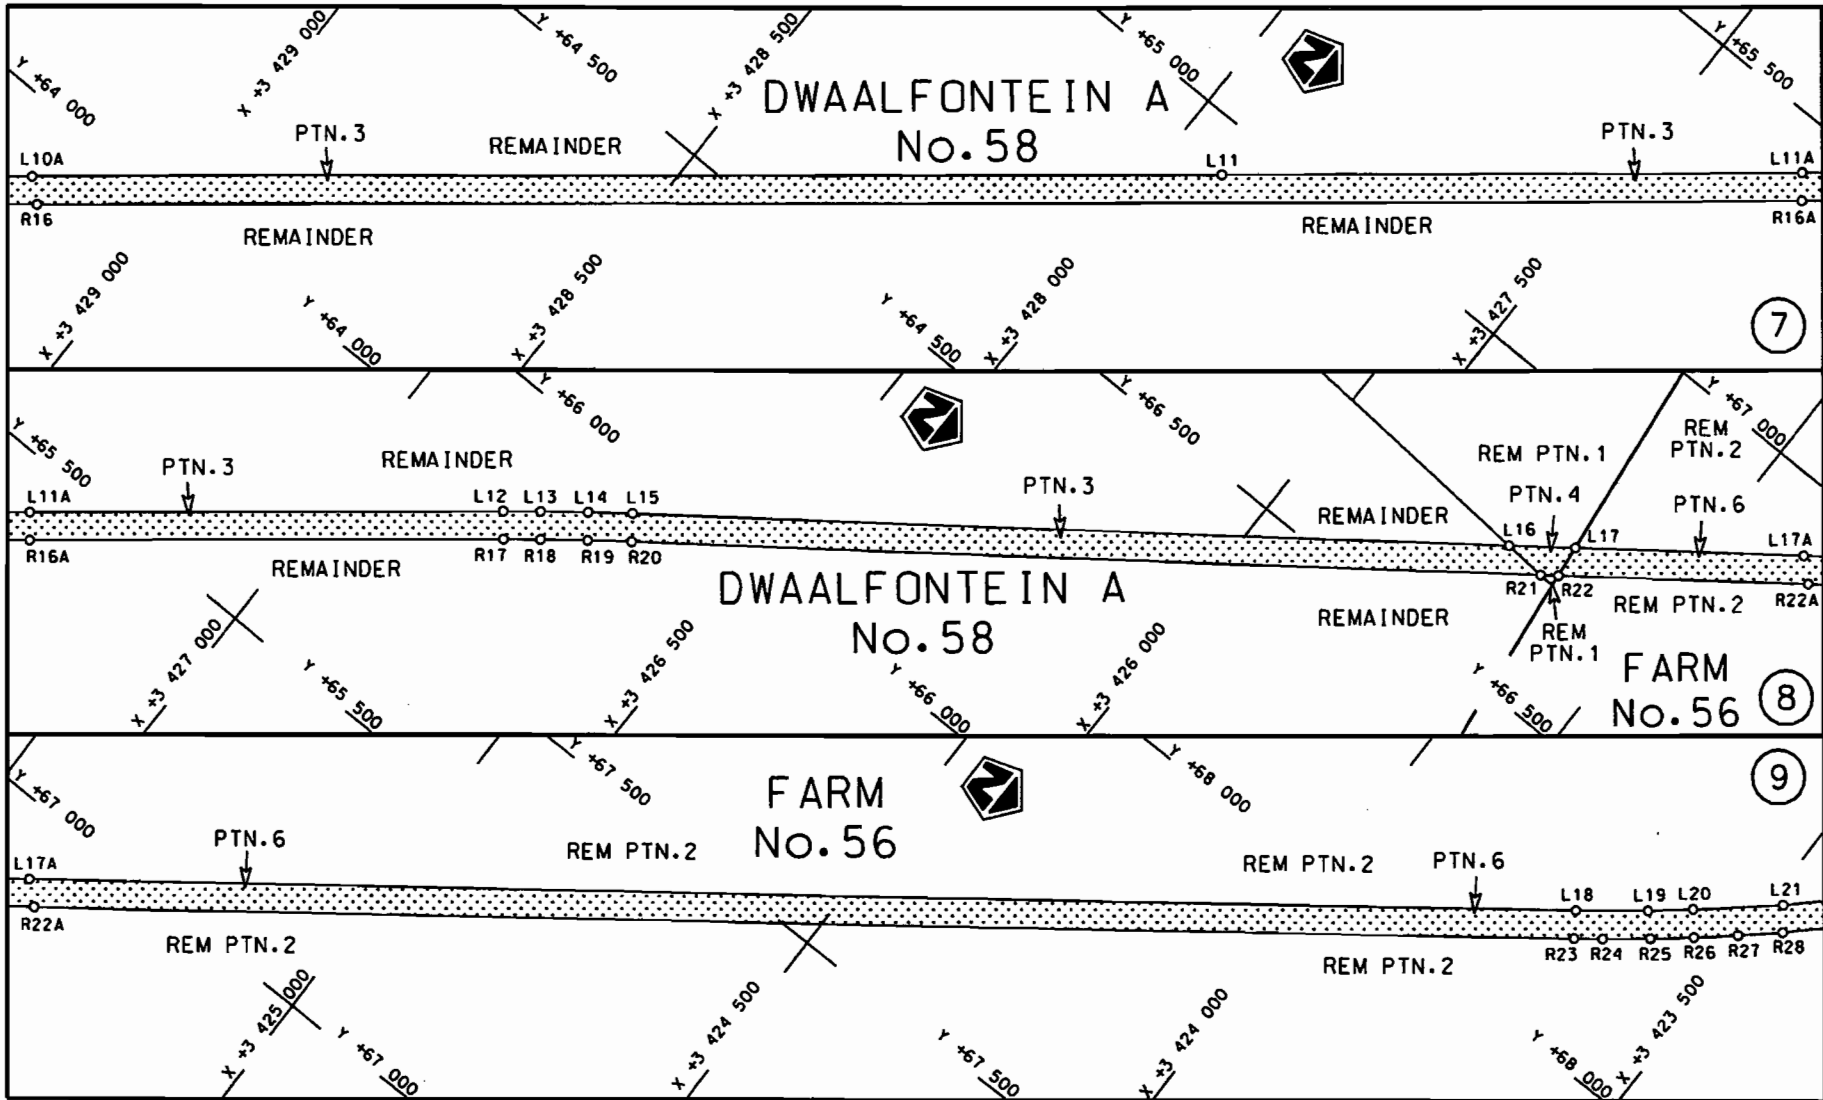 Y +64 000
X +3 429 000
Y +64 500
X +3 428 500
Y +65 000
Y +65 500
N
DWAALFONTEIN A
No.58
PTN.3
REMAINDER
PTN.3
L10A
L11
L11A
R16
R16A
REMAINDER
REMAINDER
X +3 429 000
Y +64 000
X +3 428 500
Y +64 500
X +3 428 000
X +3 427 500
7
Y +65 500
Y +66 000
N
Y +66 500
Y +67 000
PTN.3
REMAINDER
PTN.3
REMAINDER
REM PTN.1
PTN.4
REM
PTN.2
PTN.6
L11A
L12
L13
L14
L15
L16
L17
L17A
R16A
R17
R18
R19
R20
R21
R22
R22A
REMAINDER
DWAALFONTEIN A
No.58
REMAINDER
REM
PTN.1
REM PTN.2
FARM
No.56
X +3 427 000
Y +65 500
X +3 426 500
Y +66 000
X +3 426 000
Y +66 500
8
Y +67 000
Y +67 500
N
Y +68 000
9
FARM
No.56
PTN.6
REM PTN.2
REM PTN.2
PTN.6
L17A
L18
L19
L20
L21
R22A
R23
R24
R25
R26
R27
R28
REM PTN.2
REM PTN.2
X +3 425 000
Y +67 000
X +3 424 500
Y +67 500
X +3 424 000
Y +68 000
X +3 423 500